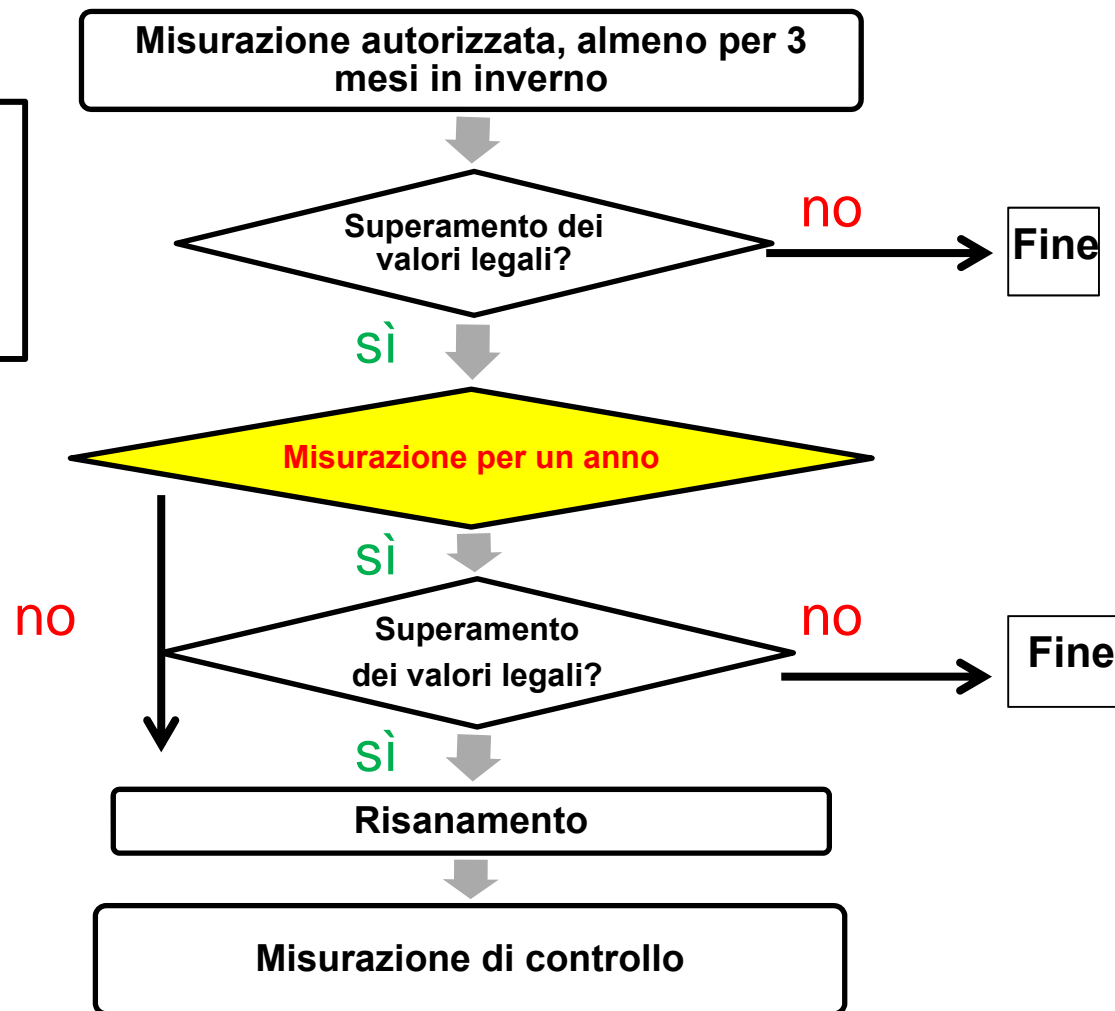 Misurazione autorizzata, almeno per 3
mesi in inverno
Superamento dei
valori legali?
no
Fine
sì
Misurazione per un anno
sì
no
Superamento
dei valori legali?
no
Fine
sì
Risanamento
Misurazione di controllo